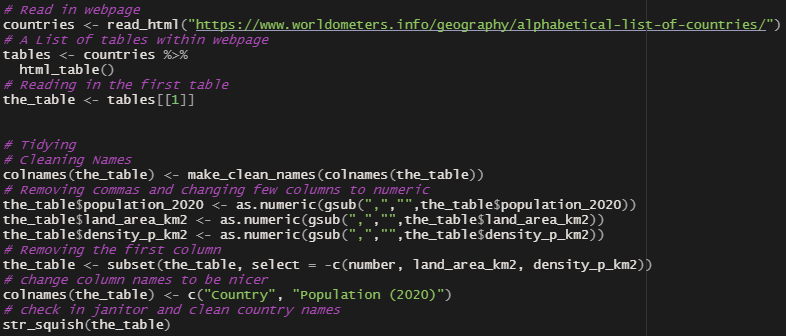 # Read in webpage
countries <- read_html("https://www.worldometers.info/geography/alphabetical-list-of-countries/")
# A List of tables within webpage
tables <- countries %>%
  html_table()
# Reading in the first table
the_table <- tables[[1]]
# Tidying
# Cleaning Names
colnames(the_table) <- make_clean_names(colnames(the_table))
# Removing commas and changing few columns to numeric
the_table$population_2020 <- as.numeric(gsub(",","",the_table$population_2020))
the_table$land_area_km2 <- as.numeric(gsub(",","",the_table$land_area_km2))
the_table$density_p_km2 <- as.numeric(gsub(",","",the_table$density_p_km2))
# Removing the first column
the_table <- subset(the_table, select = -c(number, land_area_km2, density_p_km2))
# change column names to be nicer
colnames(the_table) <- c("Country", "Population (2020)")
# check in janitor and clean country names
str_squish(the_table)